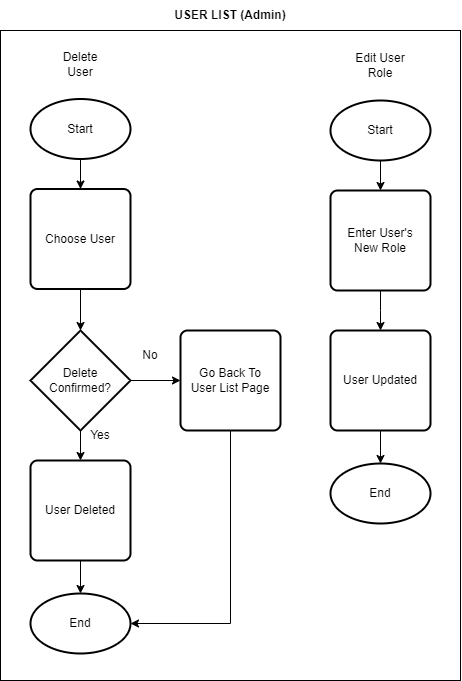 USER LIST (Admin)
Delete
User
Start
Choose User
Delete
Confirmed?
No
Go Back To
User List Page
Yes
User Deleted
End
Edit User
Role
Start
Enter User's
New Role
User Updated
End